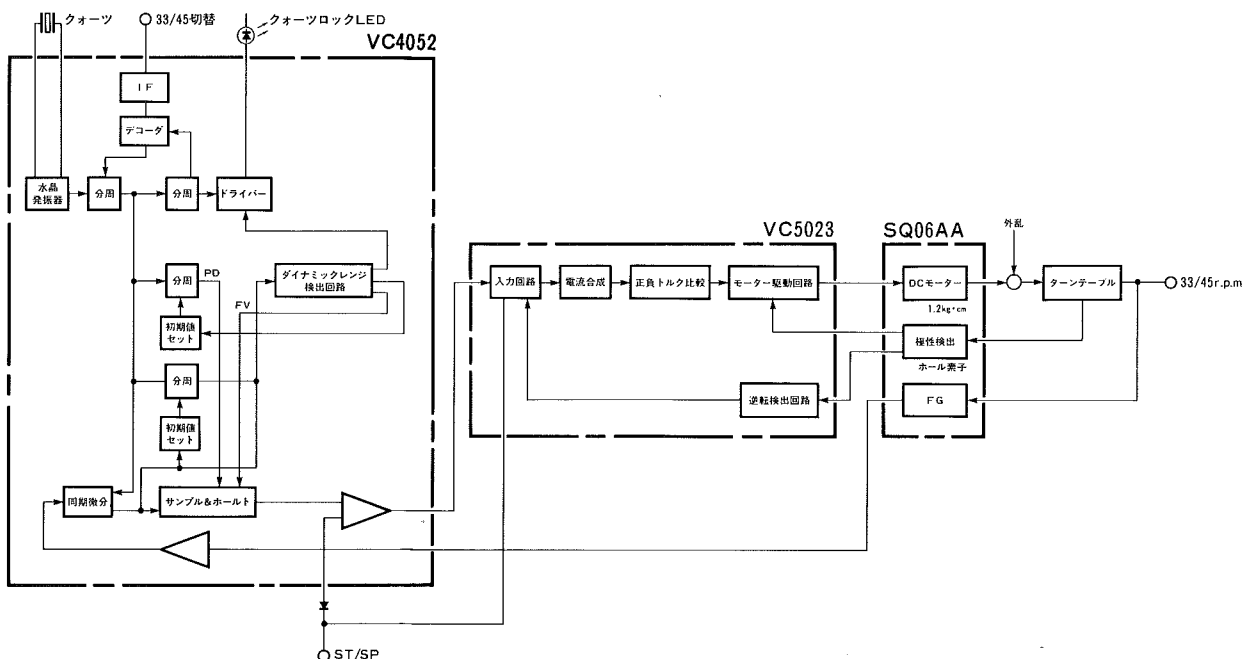 クォーツ
33/45切替
クォーツロックLED
VC4052
IF
デコーダ
水晶
発振器
分周
分周
ドライバー
分周
PD
ダイナミックレンジ
検出回路
FV
初期値
セット
分周
初期値
セット
同期微分
サンプル&ホールト
ST/SP
VC5023
入力回路
電流合成
正負トルク比較
モーター駆動回路
逆転検出回路
SQ06AA
DCモーター
1.2kg・cm
極性検出
ホール素子
FG
外乱
ターンテーブル
33/45r.p.m